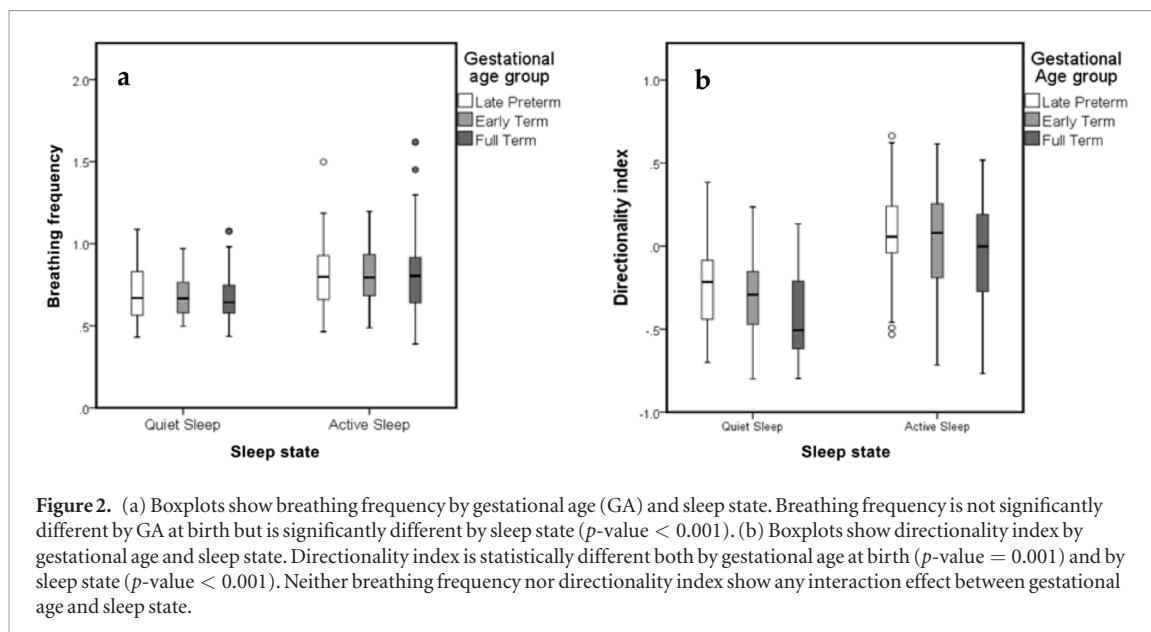 a
Gestational
age group
Late Preterm
Early Term
Full Term
2.0
1.5
1.0
.5
.0
Breathing frequency
Quiet Sleep
Active Sleep
Sleep state
b
Gestational
Age group
Late Preterm
Early Term
Full Term
1.0
.5
.0
-.5
-1.0
Directionality index
Quiet Sleep
Active Sleep
Sleep state
Figure 2. (a) Boxplots show breathing frequency by gestational age (GA) and sleep state. Breathing frequency is not significantly
different by GA at birth but is significantly different by sleep state (p-value < 0.001). (b) Boxplots show directionality index by
gestational age and sleep state. Directionality index is statistically different both by gestational age at birth (p-value = 0.001) and by
sleep state (p-value < 0.001). Neither breathing frequency nor directionality index show any interaction effect between gestational
age and sleep state.